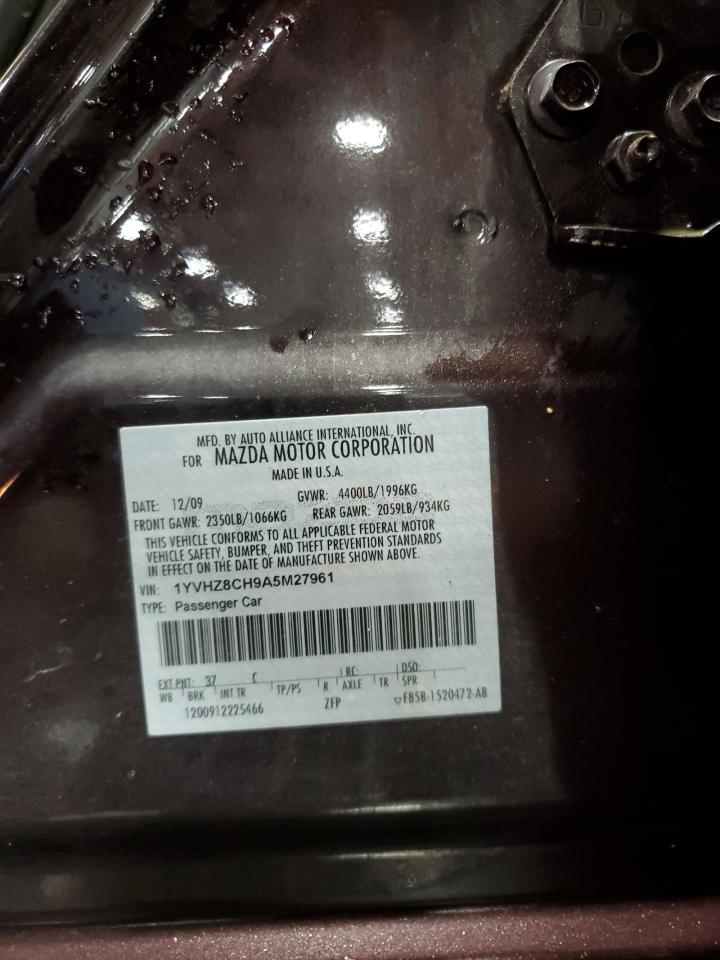 MFD. BY AUTO ALLIANCE INTERNATIONAL, INC.
FOR MAZDA MOTOR CORPORATION
MADE IN U.S.A.
DATE: 12/09 GVWR: 4400LB/1996KG
FRONT GAWR: 2350LB/1066KG REAR GAWR: 2059LB/934KG
THIS VEHICLE CONFORMS TO ALL APPLICABLE FEDERAL MOTOR
VEHICLE SAFETY, BUMPER, AND THEFT PREVENTION STANDARDS
IN EFFECT ON THE DATE OF MANUFACTURE SHOWN ABOVE.
VIN: 1YVHZ8CH9A5M27961
TYPE: Passenger Car
EXT PNT: 37 C RC: DSO:
WB BRK INT TR TP/PS R AXLE TR SPR
1200912225466 ZFP FB5B-1520472-AB